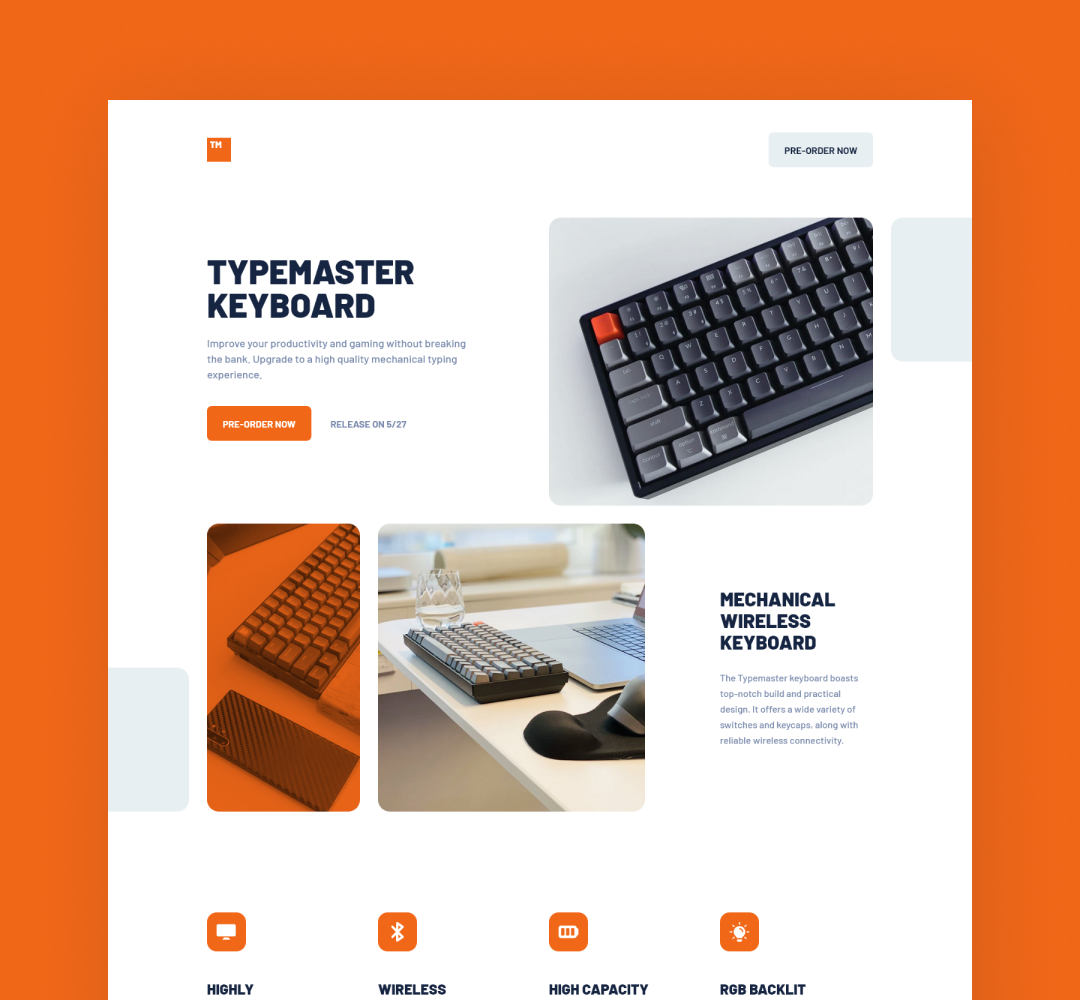 TM
PRE-ORDER NOW
TYPEMASTER
KEYBOARD
Improve your productivity and gaming without breaking
the bank. Upgrade to a high quality mechanical typing
experience.
PRE-ORDER NOW
RELEASE ON 5/27
MECHANICAL
WIRELESS
KEYBOARD
The Typemaster keyboard boasts
top-notch build and practical
design. It offers a wide variety of
switches and keycaps, along with
reliable wireless connectivity.
HIGHLY
WIRELESS
HIGH CAPACITY
RGB BACKLIT